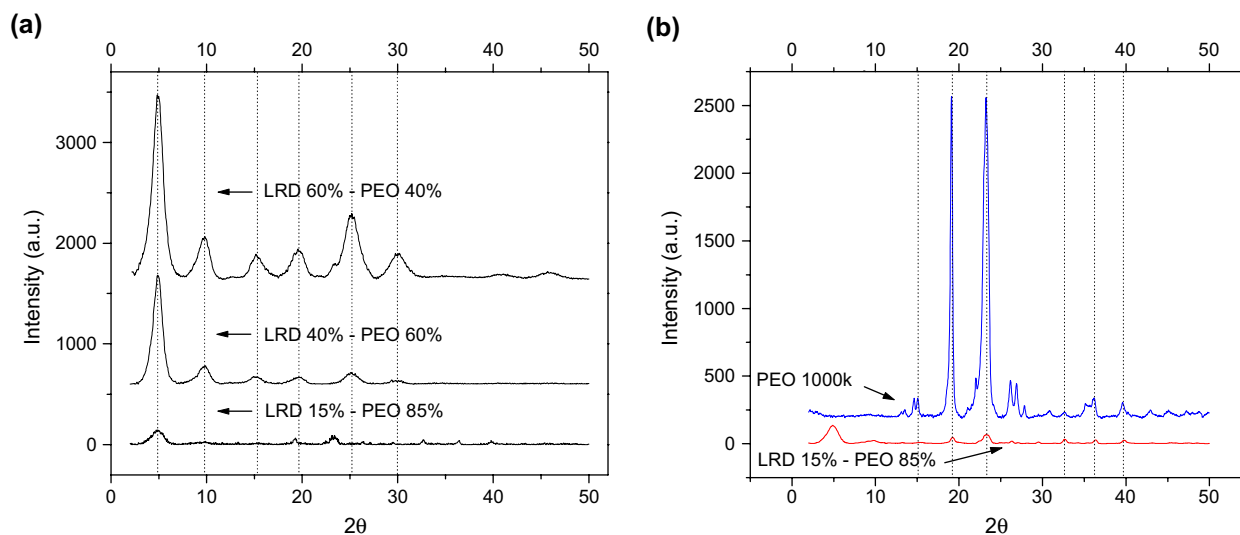 (a)
0 10 20 30 40 50
3000
2000
1000
0
Intensity (a.u.)
LRD 60% - PEO 40%
LRD 40% - PEO 60%
LRD 15% - PEO 85%
0 10 20 30 40 50
2θ
(b)
0 10 20 30 40 50
2500
2000
1500
1000
500
0
Intensity (a.u.)
PEO 1000k
LRD 15% - PEO 85%
0 10 20 30 40 50
2θ